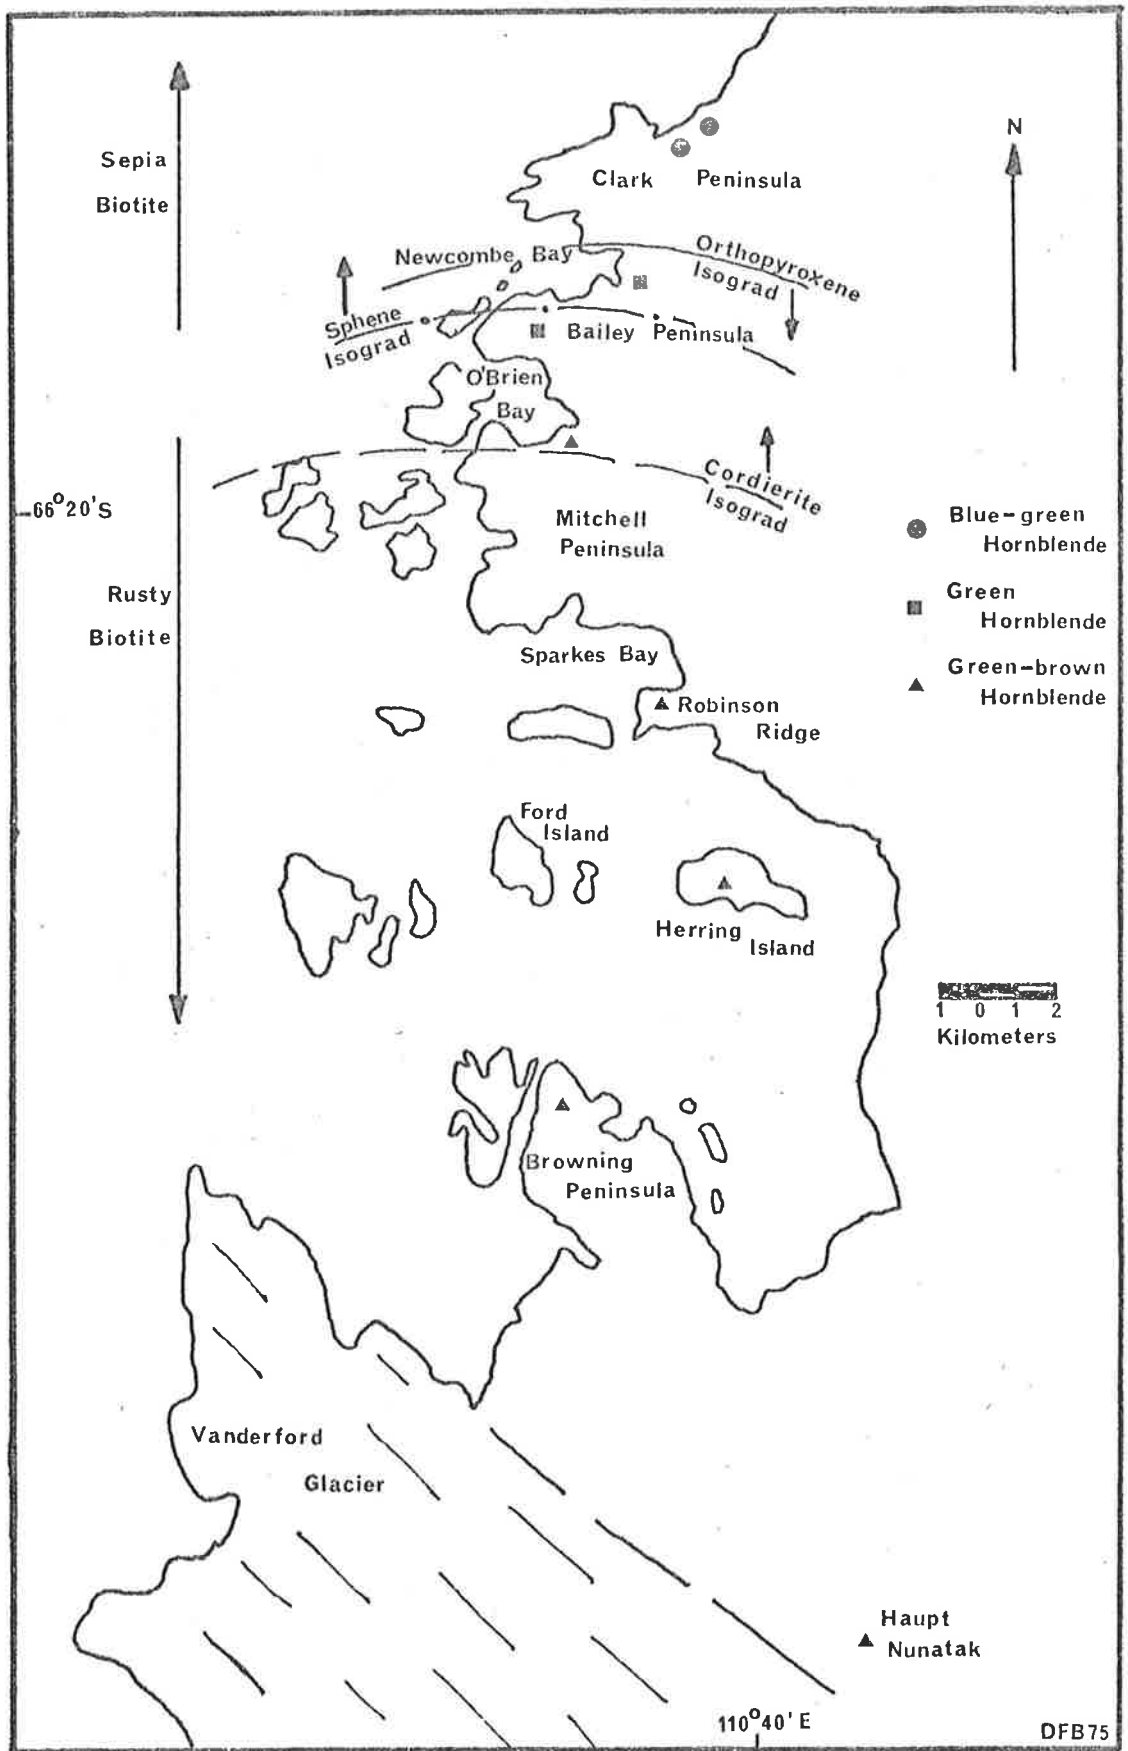 N
Sepia
Biotite
Clark Peninsula
Newcombe Bay
Orthopyroxene
Isograd
Sphene
Isograd
Bailey Peninsula
O'Brien
Bay
Cordierite
Isograd
66°20'S
Mitchell
Peninsula
Blue-green
Hornblende
Green
Hornblende
Green-brown
Hornblende
Rusty
Biotite
Sparkes Bay
Robinson
Ridge
Ford
Island
Herring
Island
1 0 1 2
Kilometers
Browning
Peninsula
Vanderford
Glacier
Haupt
Nunatak
110°40'E
DFB75